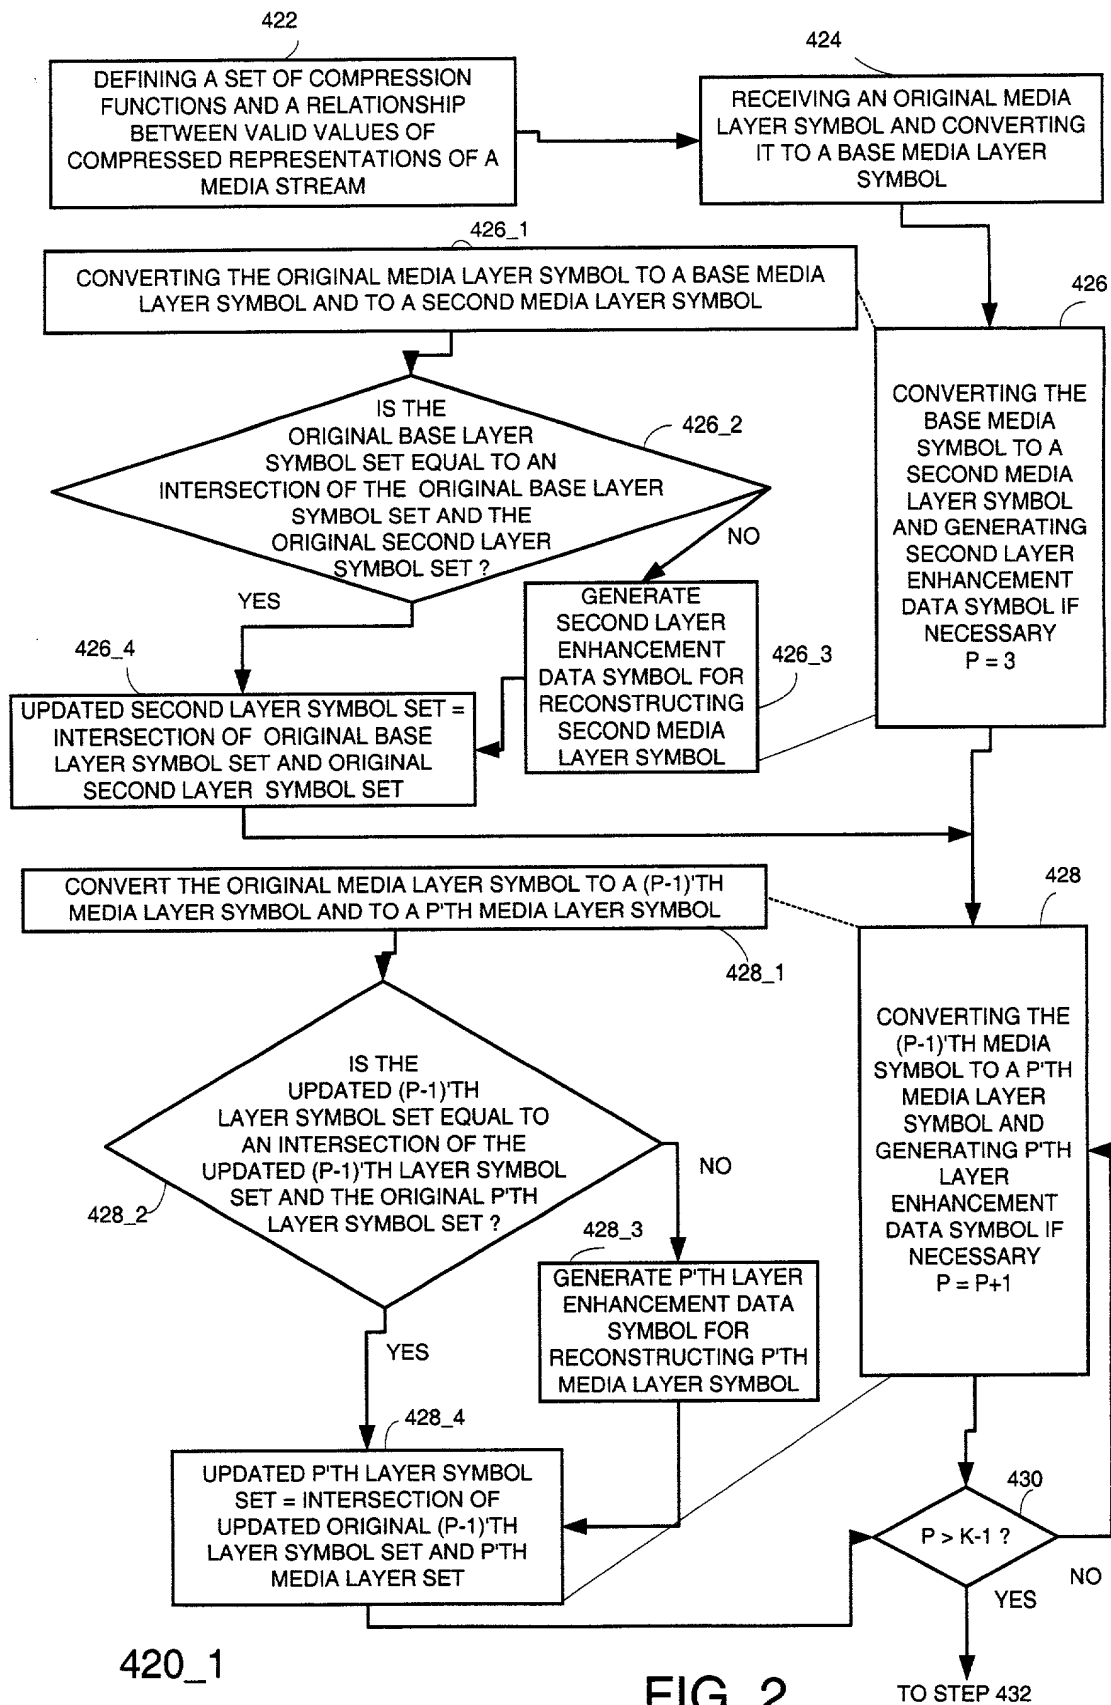 422
DEFINING A SET OF COMPRESSION
FUNCTIONS AND A RELATIONSHIP
BETWEEN VALID VALUES OF
COMPRESSED REPRESENTATIONS OF A
MEDIA STREAM
424
RECEIVING AN ORIGINAL MEDIA
LAYER SYMBOL AND CONVERTING
IT TO A BASE MEDIA LAYER
SYMBOL
426_1
CONVERTING THE ORIGINAL MEDIA LAYER SYMBOL TO A BASE MEDIA
LAYER SYMBOL AND TO A SECOND MEDIA LAYER SYMBOL
426
CONVERTING THE
BASE MEDIA
SYMBOL TO A
SECOND MEDIA
LAYER SYMBOL
AND GENERATING
SECOND LAYER
ENHANCEMENT
DATA SYMBOL IF
NECESSARY
P = 3
IS THE
ORIGINAL BASE LAYER
SYMBOL SET EQUAL TO AN
INTERSECTION OF THE ORIGINAL BASE LAYER
SYMBOL SET AND THE
ORIGINAL SECOND LAYER
SYMBOL SET ?
426_2
NO
YES
GENERATE
SECOND LAYER
ENHANCEMENT
DATA SYMBOL FOR
RECONSTRUCTING
SECOND MEDIA
LAYER SYMBOL
426_3
426_4
UPDATED SECOND LAYER SYMBOL SET =
INTERSECTION OF ORIGINAL BASE
LAYER SYMBOL SET AND ORIGINAL
SECOND LAYER SYMBOL SET
CONVERT THE ORIGINAL MEDIA LAYER SYMBOL TO A (P-1)'TH
MEDIA LAYER SYMBOL AND TO A P'TH MEDIA LAYER SYMBOL
428_1
428
CONVERTING THE
(P-1)'TH MEDIA
SYMBOL TO A P'TH
MEDIA LAYER
SYMBOL AND
GENERATING P'TH
LAYER
ENHANCEMENT
DATA SYMBOL IF
NECESSARY
P = P+1
IS THE
UPDATED (P-1)'TH
LAYER SYMBOL SET EQUAL TO
AN INTERSECTION OF THE
UPDATED (P-1)'TH LAYER SYMBOL
SET AND THE ORIGINAL P'TH
LAYER SYMBOL SET ?
428_2
NO
YES
428_3
GENERATE P'TH LAYER
ENHANCEMENT DATA
SYMBOL FOR
RECONSTRUCTING P'TH
MEDIA LAYER SYMBOL
428_4
UPDATED P'TH LAYER SYMBOL
SET = INTERSECTION OF
UPDATED ORIGINAL (P-1)'TH
LAYER SYMBOL SET AND P'TH
MEDIA LAYER SET
430
P > K-1 ?
NO
YES
TO STEP 432
420_1
FIG. 2